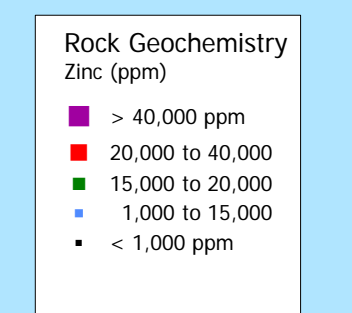 Rock Geochemistry
Zinc (ppm)
> 40,000 ppm
20,000 to 40,000
15,000 to 20,000
1,000 to 15,000
< 1,000 ppm